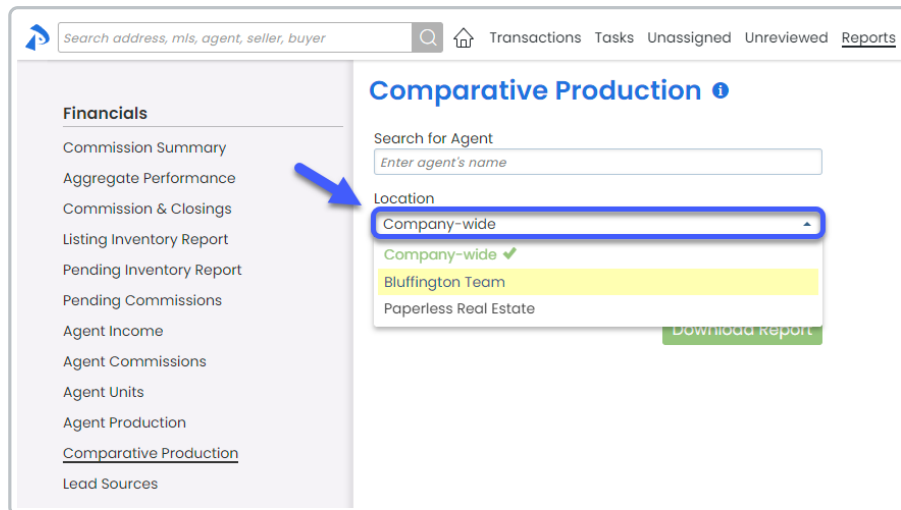 Search address, mls, agent, seller, buyer
Transactions Tasks Unassigned Unreviewed Reports
Financials
Commission Summary
Aggregate Performance
Commission & Closings
Listing Inventory Report
Pending Inventory Report
Pending Commissions
Agent Income
Agent Commissions
Agent Units
Agent Production
Comparative Production
Lead Sources
Comparative Production
Search for Agent
Enter agent's name
Location
Company-wide
Company-wide
Bluffington Team
Paperless Real Estate
Download Report